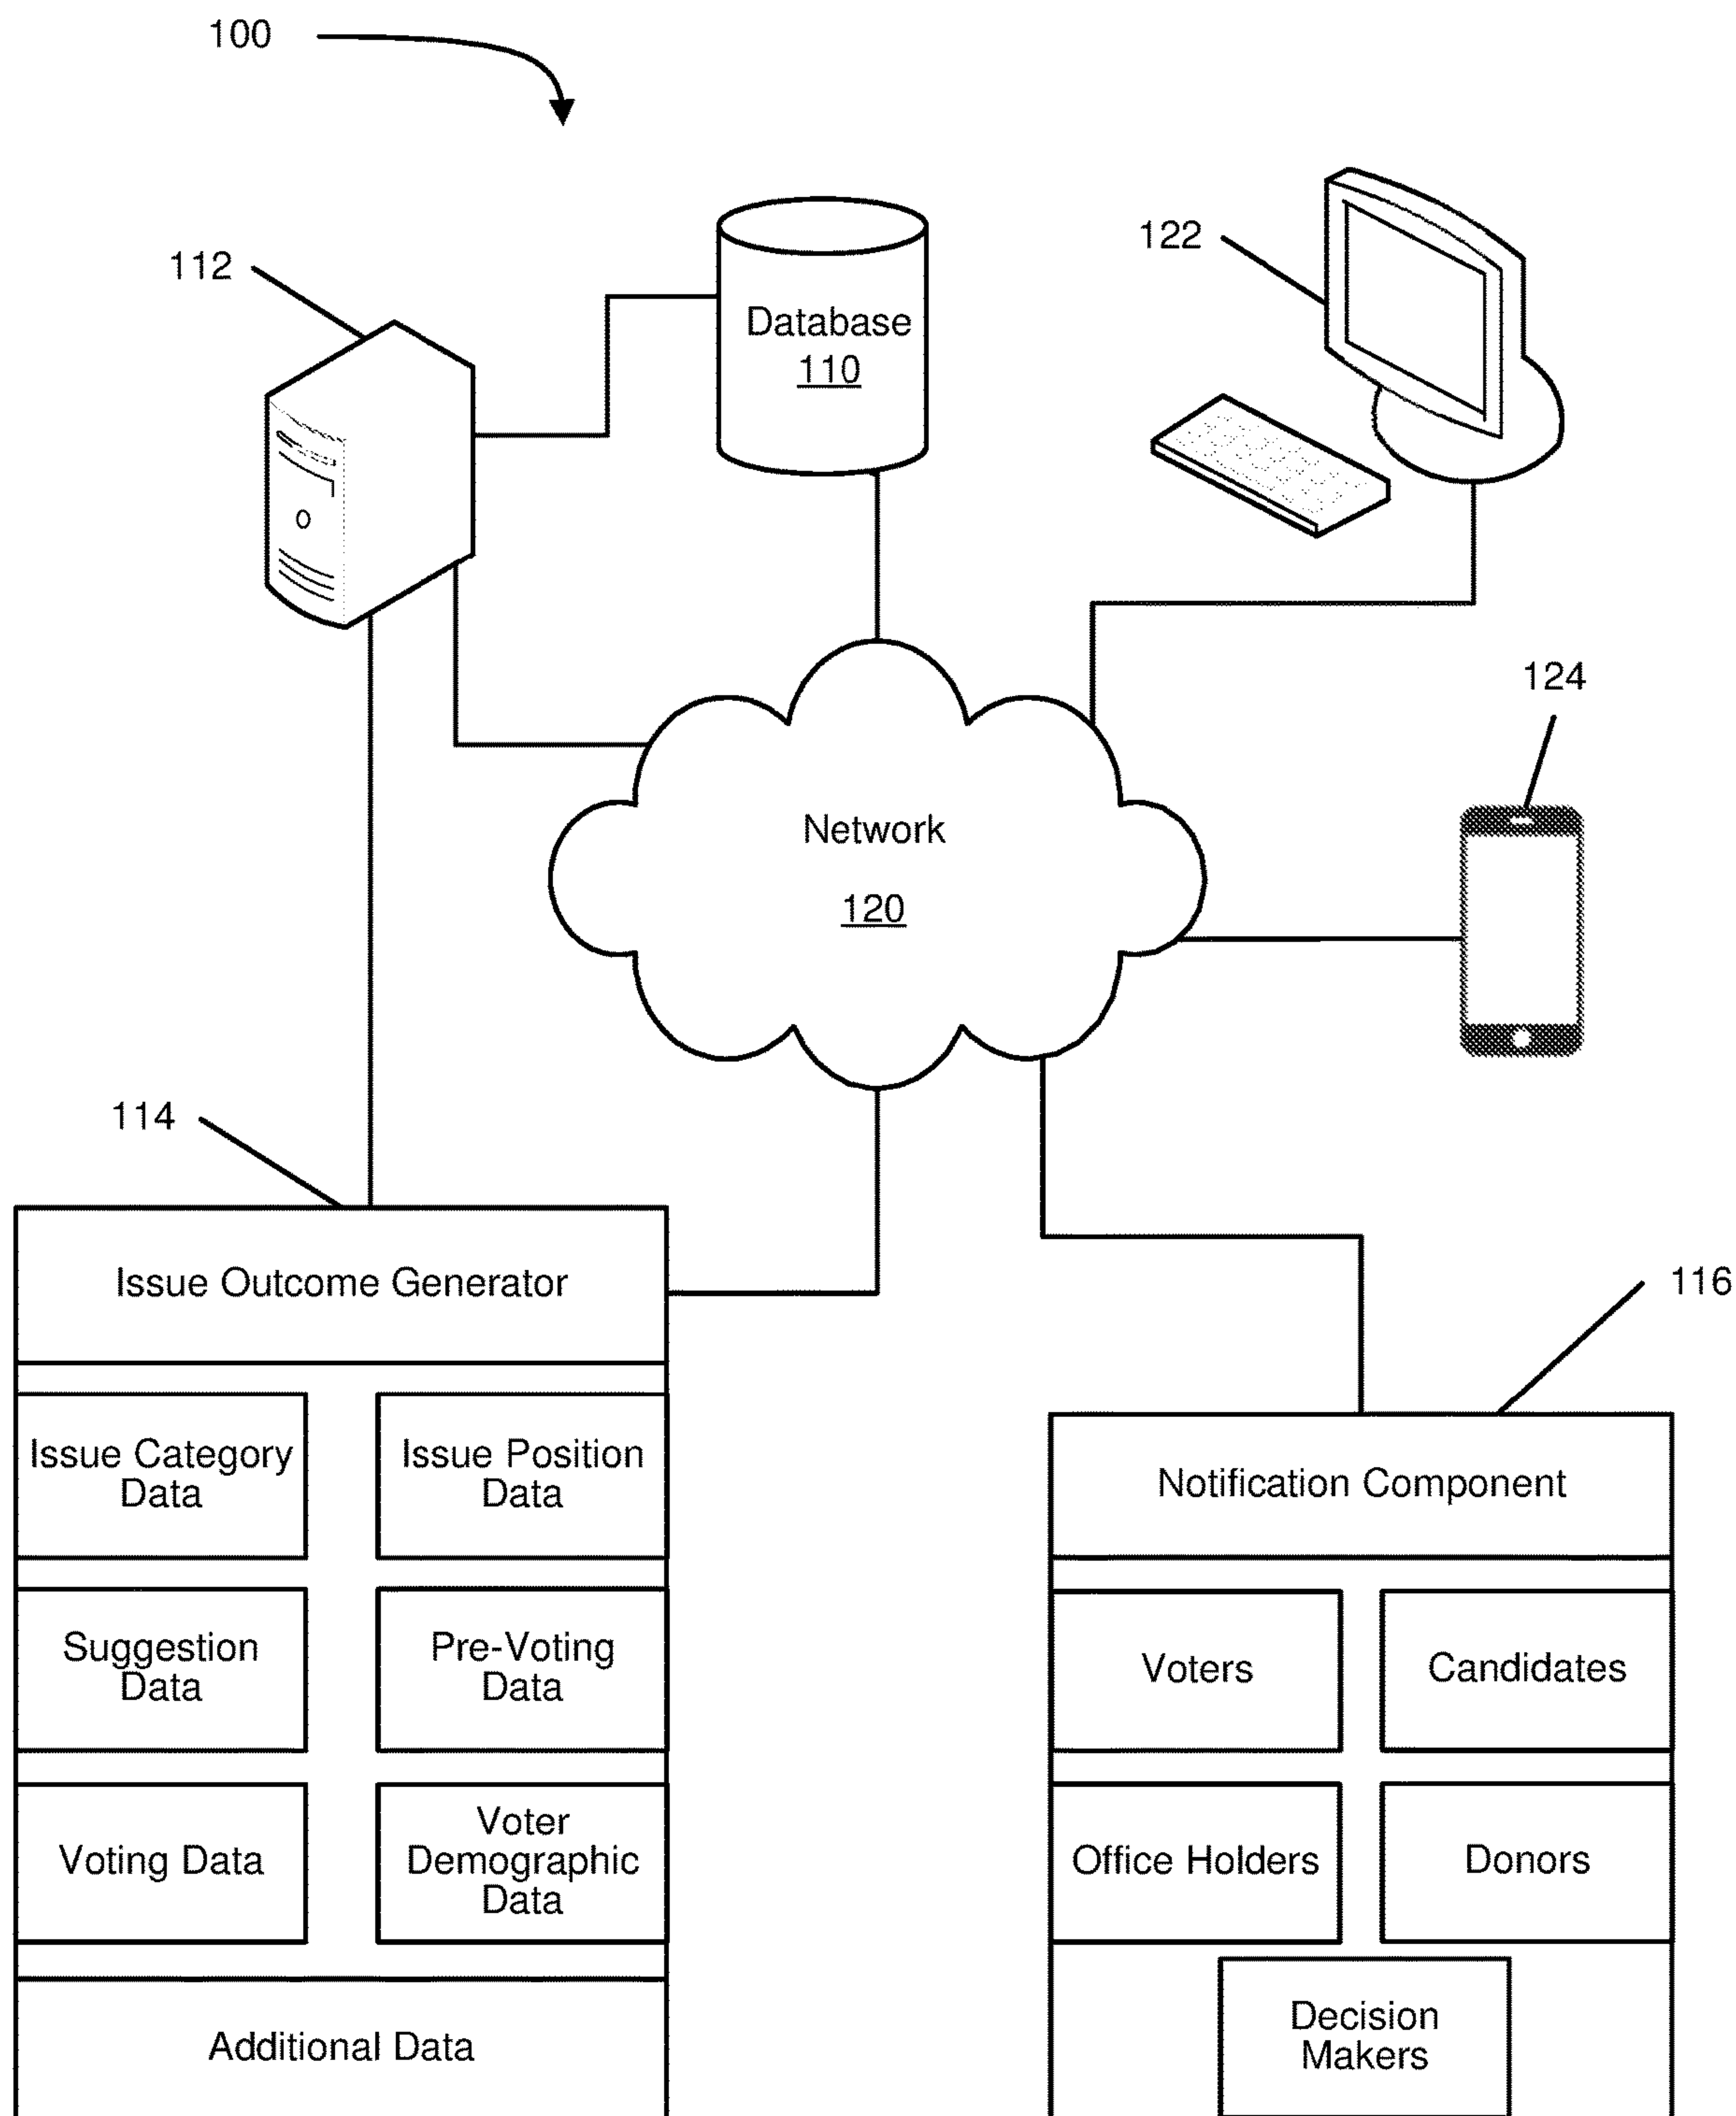 100
112
Database
110
122
124
Network
120
114
Issue Outcome Generator
116
Issue Category
Data
Issue Position
Data
Notification Component
Suggestion
Data
Pre-Voting
Data
Voters
Candidates
Voting Data
Voter
Demographic
Data
Office Holders
Donors
Additional Data
Decision
Makers